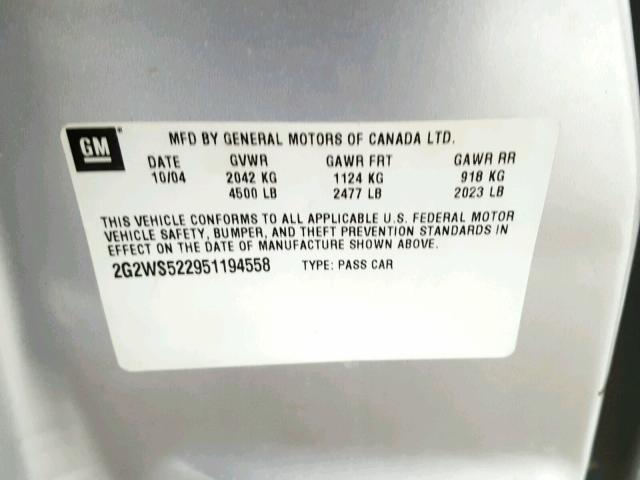 GM
MFD BY GENERAL MOTORS OF CANADA LTD.
DATE GVWR GAWR FRT GAWR RR
10/04 2042 KG 1124 KG 918 KG
4500 LB 2477 LB 2023 LB
THIS VEHICLE CONFORMS TO ALL APPLICABLE U.S. FEDERAL MOTOR
VEHICLE SAFETY, BUMPER, AND THEFT PREVENTION STANDARDS IN
EFFECT ON THE DATE OF MANUFACTURE SHOWN ABOVE.
2G2WS522951194558 TYPE: PASS CAR